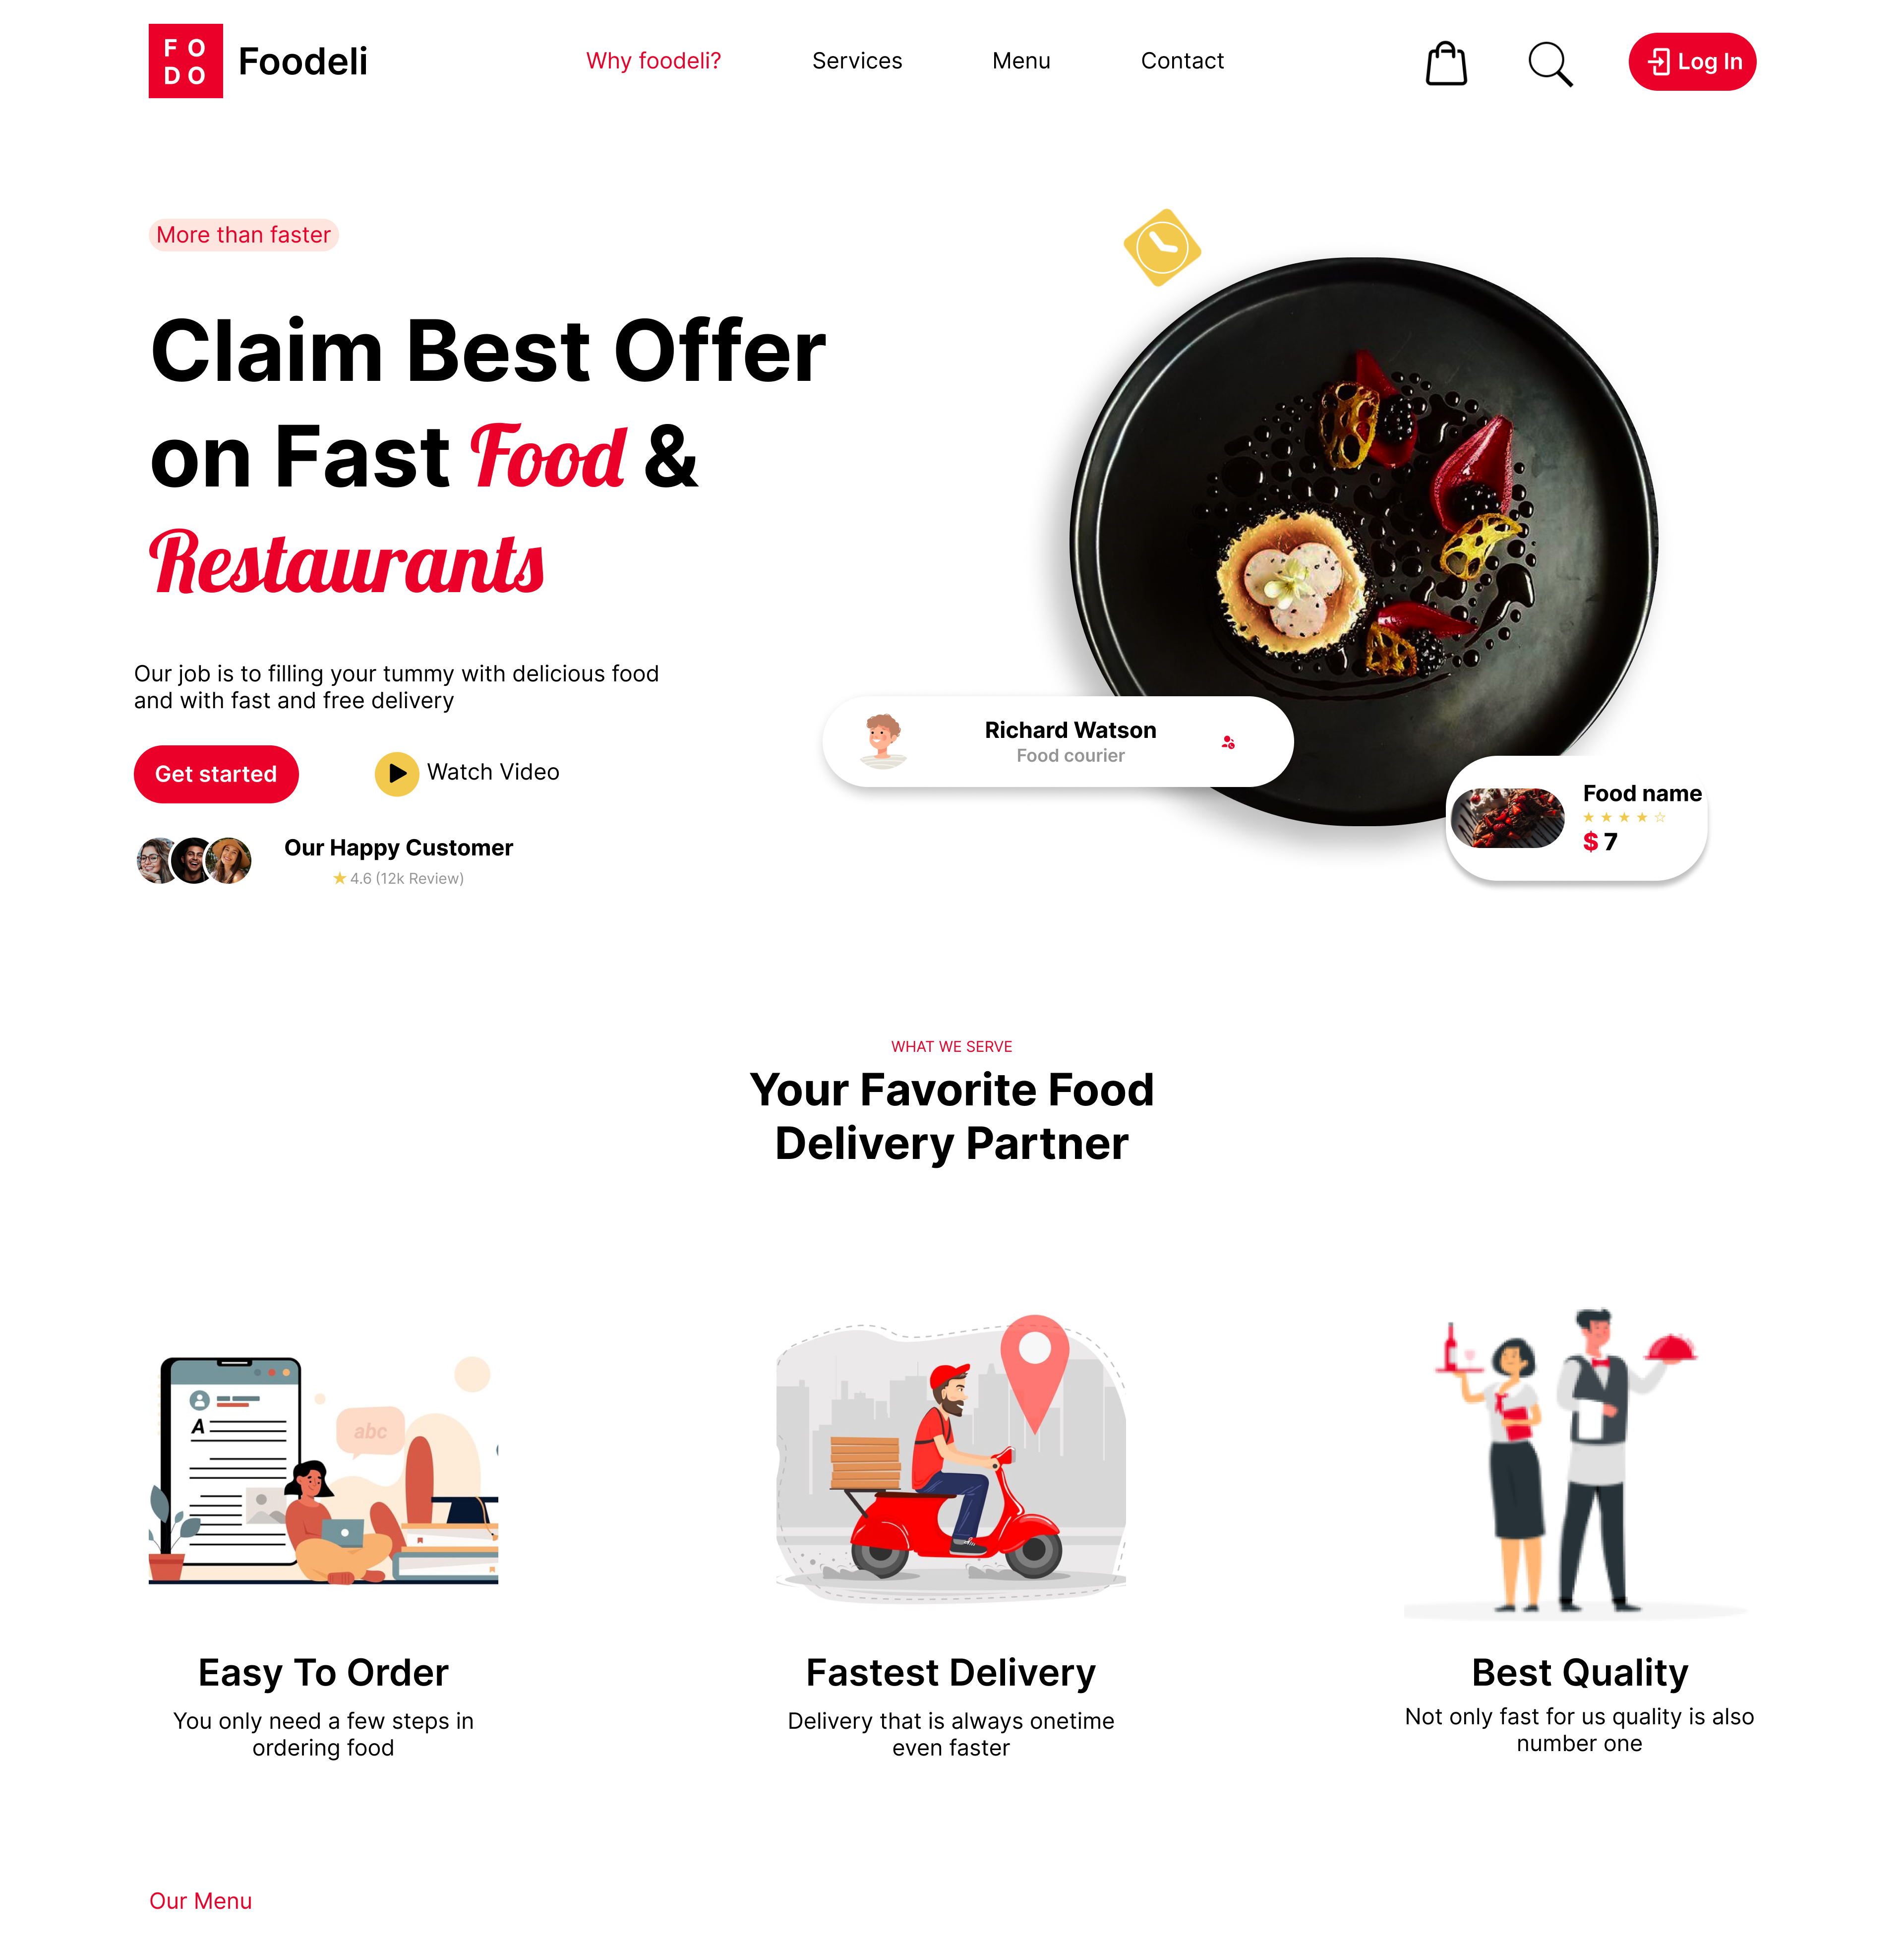 F O
D O
Foodeli
Why foodeli?
Services
Menu
Contact
Log In
More than faster
Claim Best Offer
on Fast Food &
Restaurants
Our job is to filling your tummy with delicious food
and with fast and free delivery
Get started
Watch Video
Our Happy Customer
★ 4.6 (12k Review)
Richard Watson
Food courier
Food name
★ ★ ★ ★ ☆
$ 7
WHAT WE SERVE
Your Favorite Food
Delivery Partner
A
abc
Easy To Order
You only need a few steps in
ordering food
Fastest Delivery
Delivery that is always onetime
even faster
Best Quality
Not only fast for us quality is also
number one
Our Menu